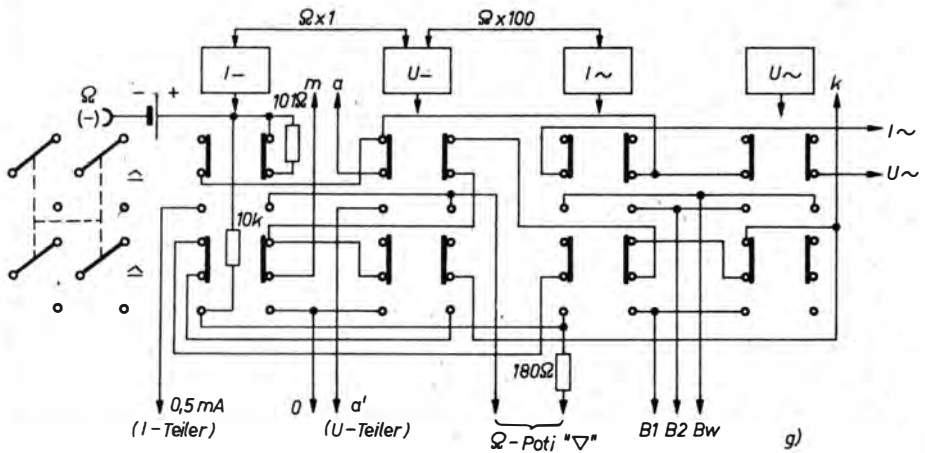 Ω×1 Ω×100
I– U– I~ U~
Ω
(–)
– +
101Ω
m a k
I~
U~
≙
10k
≙
180Ω
0,5 mA 0 a'
(I-Teiler) (U-Teiler)
Ω-Poti "▽"
B1 B2 Bw
g)